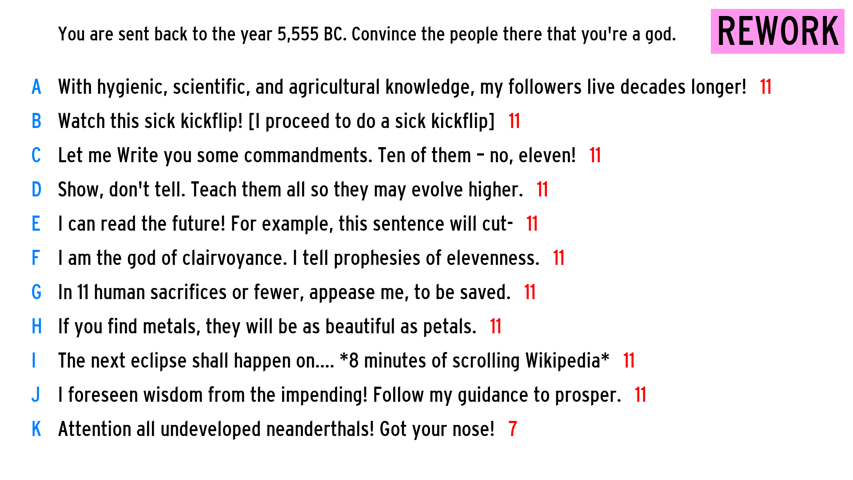 You are sent back to the year 5,555 BC. Convince the people there that you're a god.
REWORK
A With hygienic, scientific, and agricultural knowledge, my followers live decades longer! 11
B Watch this sick kickflip! [I proceed to do a sick kickflip] 11
C Let me Write you some commandments. Ten of them – no, eleven! 11
D Show, don't tell. Teach them all so they may evolve higher. 11
E I can read the future! For example, this sentence will cut- 11
F I am the god of clairvoyance. I tell prophesies of elevenness. 11
G In 11 human sacrifices or fewer, appease me, to be saved. 11
H If you find metals, they will be as beautiful as petals. 11
I The next eclipse shall happen on.... *8 minutes of scrolling Wikipedia* 11
J I foreseen wisdom from the impending! Follow my guidance to prosper. 11
K Attention all undeveloped neanderthals! Got your nose! 7